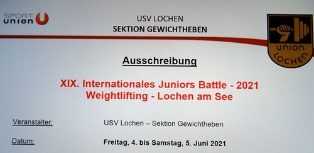 SPORT
UNION
USV LOCHEN
SEKTION GEWICHTHEBEN
UNION
LOCHEN
Ausschreibung
XIX. Internationales Juniors Battle - 2021
Weightlifting - Lochen am See
Veranstalter: USV Lochen – Sektion Gewichtheben
Datum: Freitag, 4. bis Samstag, 5. Juni 2021